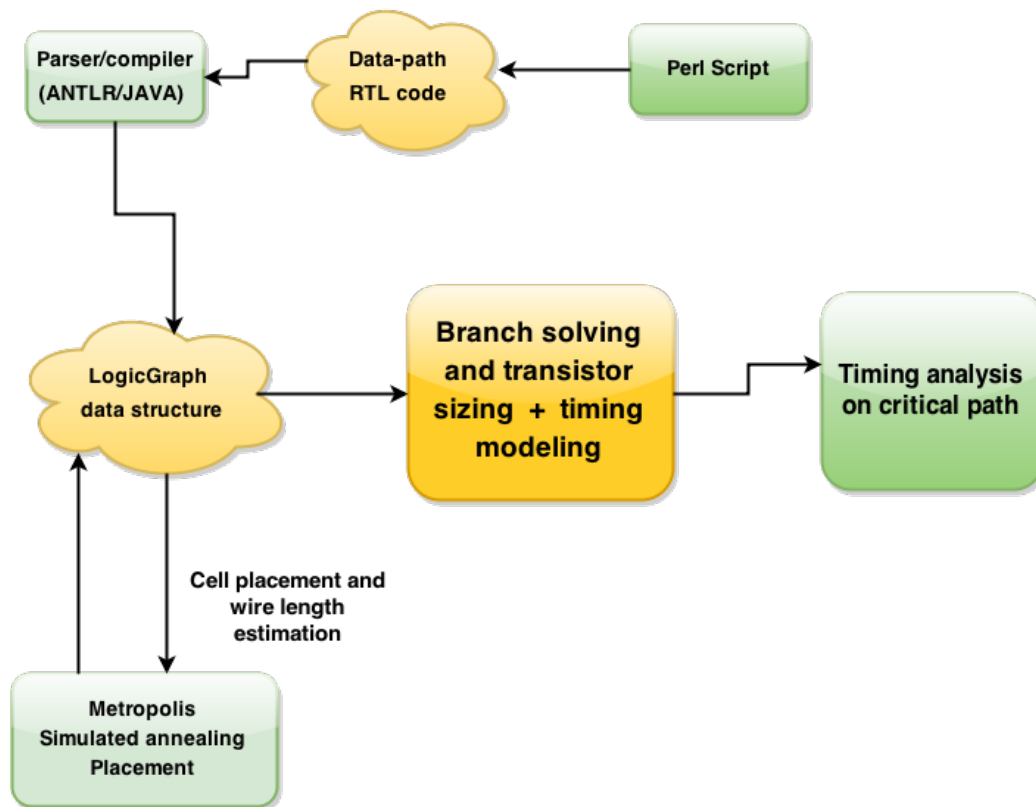 Parser/compiler
(ANTLR/JAVA)
Data-path
RTL code
Perl Script
LogicGraph
data structure
Branch solving
and transistor
sizing + timing
modeling
Timing analysis
on critical path
Cell placement and
wire length
estimation
Metropolis
Simulated annealing
Placement